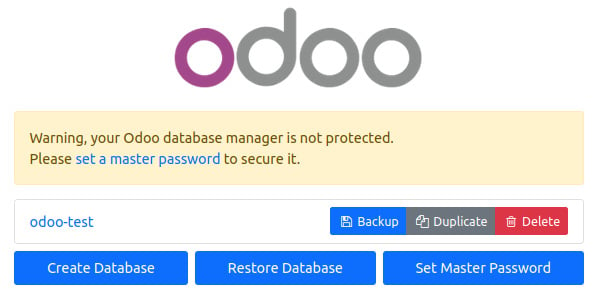 odoo
Warning, your Odoo database manager is not protected.
Please set a master password to secure it.
odoo-test Backup Duplicate Delete
Create Database Restore Database Set Master Password